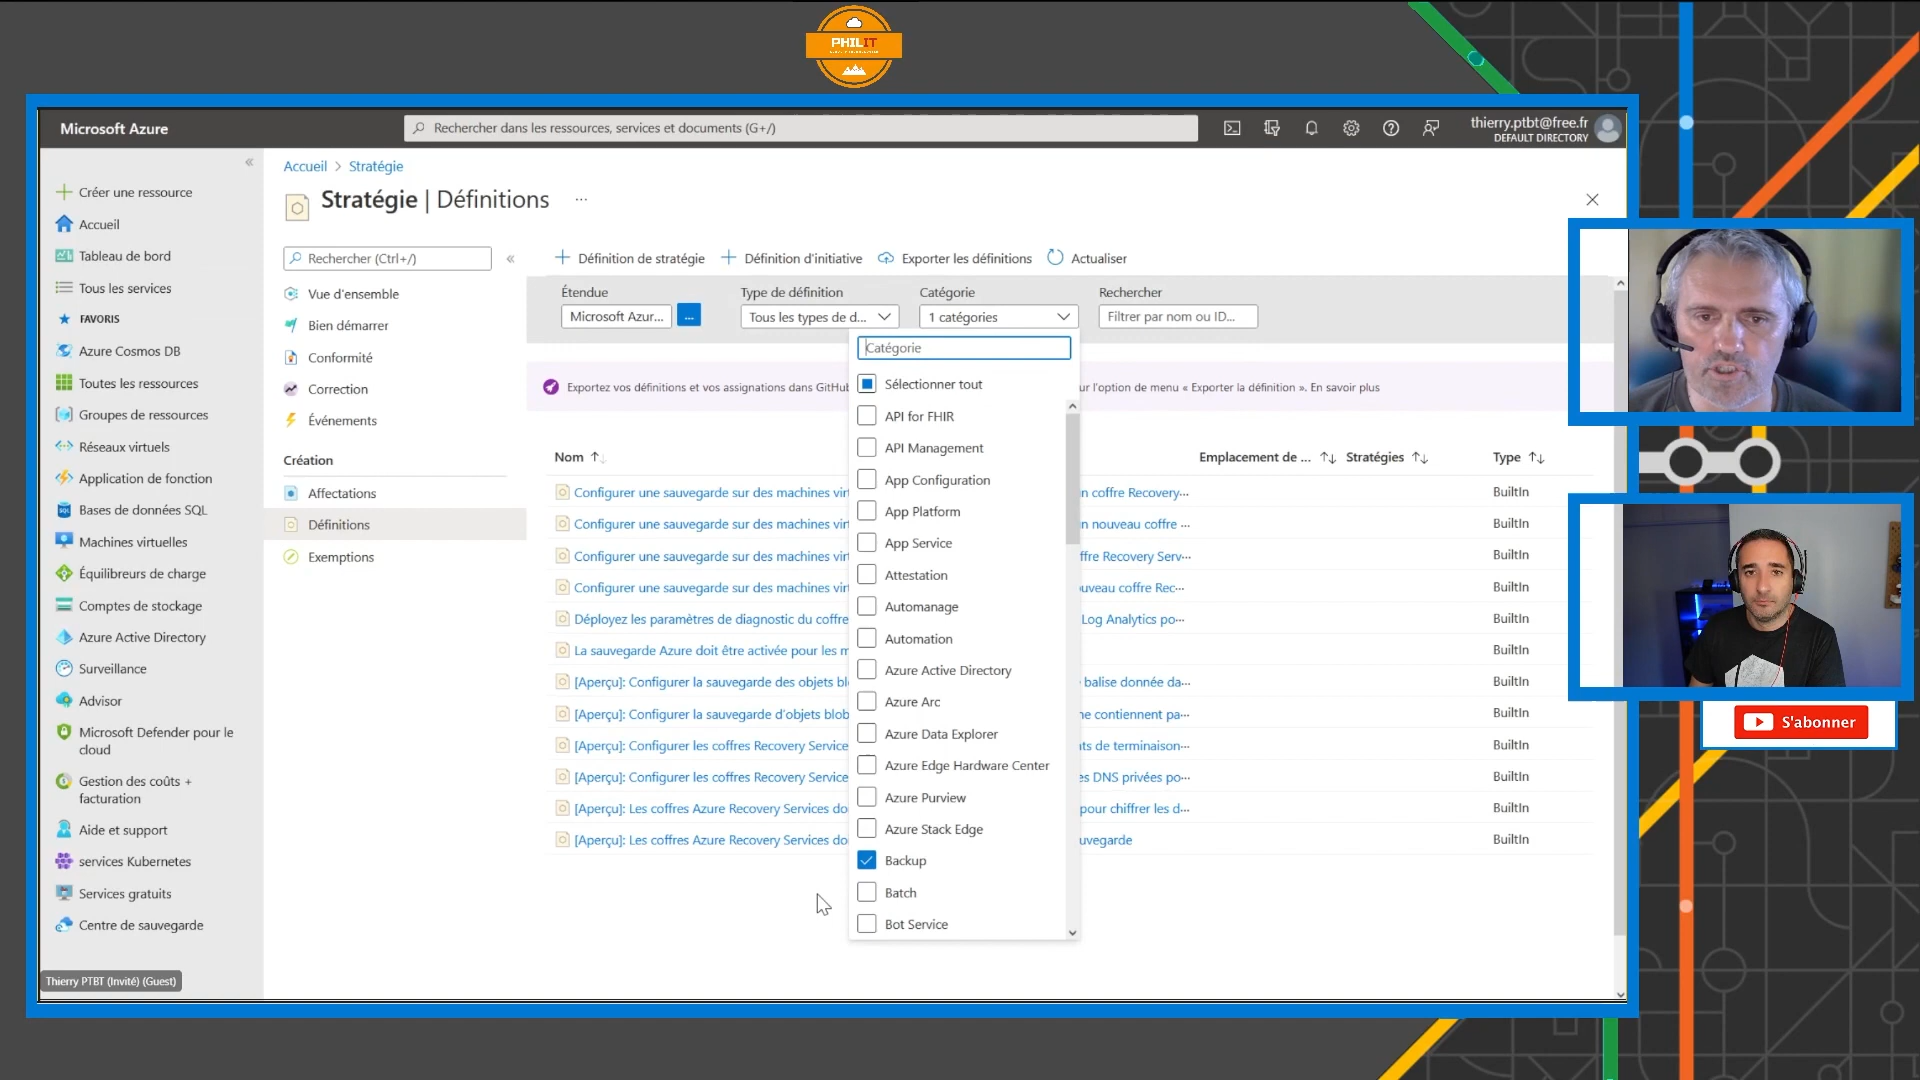 PHILIT
Microsoft Azure
Rechercher dans les ressources, services et documents (G+/)
thierry.ptbt@free.fr
DEFAULT DIRECTORY
Créer une ressource
Accueil
Tableau de bord
Tous les services
FAVORIS
Azure Cosmos DB
Toutes les ressources
Groupes de ressources
Réseaux virtuels
Application de fonction
Bases de données SQL
Machines virtuelles
Équilibreurs de charge
Comptes de stockage
Azure Active Directory
Surveillance
Advisor
Microsoft Defender pour le
cloud
Gestion des coûts +
facturation
Aide et support
services Kubernetes
Services gratuits
Centre de sauvegarde
Thierry PTBT (Invité) (Guest)
Accueil > Stratégie
Stratégie | Définitions ...
Rechercher (Ctrl+/)
Vue d'ensemble
Bien démarrer
Conformité
Correction
Événements
Création
Affectations
Définitions
Exemptions
Définition de stratégie
Définition d'initiative
Exporter les définitions
Actualiser
Étendue
Microsoft Azur...
...
Type de définition
Tous les types de d...
Catégorie
1 catégories
Rechercher
Filtrer par nom ou ID...
Exportez vos définitions et vos assignations dans GitHub
ur l'option de menu « Exporter la définition ». En savoir plus
Nom
Emplacement de ...
Stratégies
Type
Configurer une sauvegarde sur des machines virt
n coffre Recovery...
BuiltIn
Configurer une sauvegarde sur des machines virt
n nouveau coffre ...
BuiltIn
Configurer une sauvegarde sur des machines virt
ffre Recovery Serv...
BuiltIn
Configurer une sauvegarde sur des machines virt
uveau coffre Rec...
BuiltIn
Déployez les paramètres de diagnostic du coffre
Log Analytics po...
BuiltIn
La sauvegarde Azure doit être activée pour les m
BuiltIn
[Aperçu]: Configurer la sauvegarde des objets bl
e balise donnée da...
BuiltIn
[Aperçu]: Configurer la sauvegarde d'objets blob
ne contiennent pa...
BuiltIn
[Aperçu]: Configurer les coffres Recovery Service
ts de terminaison...
BuiltIn
[Aperçu]: Configurer les coffres Recovery Service
es DNS privées po...
BuiltIn
[Aperçu]: Les coffres Azure Recovery Services do
pour chiffrer les d...
BuiltIn
[Aperçu]: Les coffres Azure Recovery Services do
uvegarde
BuiltIn
Catégorie
Sélectionner tout
API for FHIR
API Management
App Configuration
App Platform
App Service
Attestation
Automanage
Automation
Azure Active Directory
Azure Arc
Azure Data Explorer
Azure Edge Hardware Center
Azure Purview
Azure Stack Edge
Backup
Batch
Bot Service
S'abonner